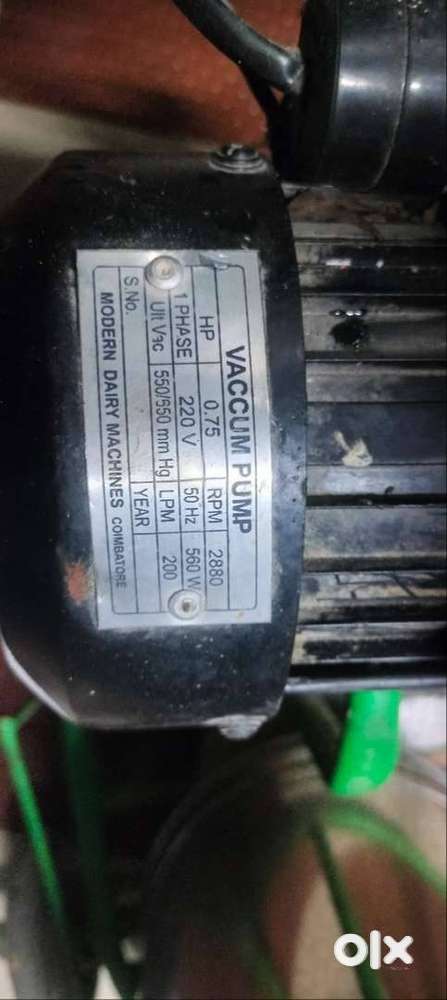 VACCUM PUMP
HP 0.75 RPM 2880
1 PHASE 220 V 50 Hz 560 W
Ult Vac 550/550 mm Hg LPM 200
S.No. YEAR
MODERN DAIRY MACHINES COIMBATORE
olx